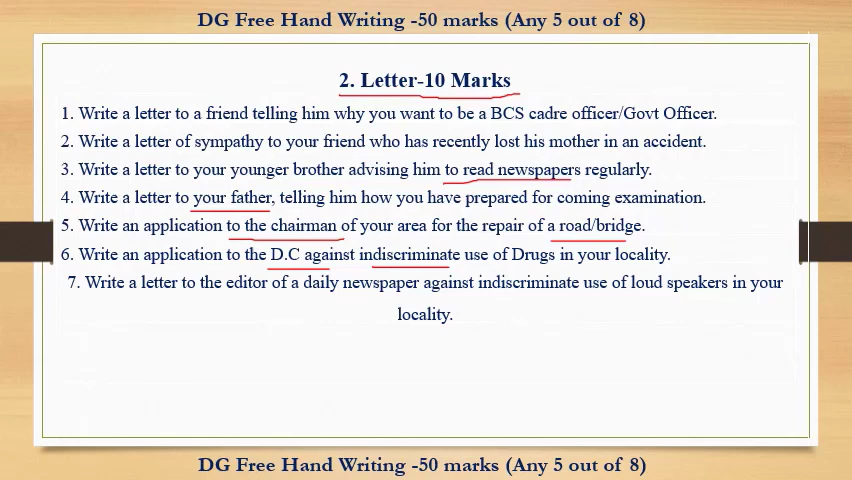 DG Free Hand Writing -50 marks (Any 5 out of 8)
2. Letter-10 Marks
1. Write a letter to a friend telling him why you want to be a BCS cadre officer/Govt Officer.
2. Write a letter of sympathy to your friend who has recently lost his mother in an accident.
3. Write a letter to your younger brother advising him to read newspapers regularly.
4. Write a letter to your father, telling him how you have prepared for coming examination.
5. Write an application to the chairman of your area for the repair of a road/bridge.
6. Write an application to the D.C against indiscriminate use of Drugs in your locality.
7. Write a letter to the editor of a daily newspaper against indiscriminate use of loud speakers in your
locality.
DG Free Hand Writing -50 marks (Any 5 out of 8)